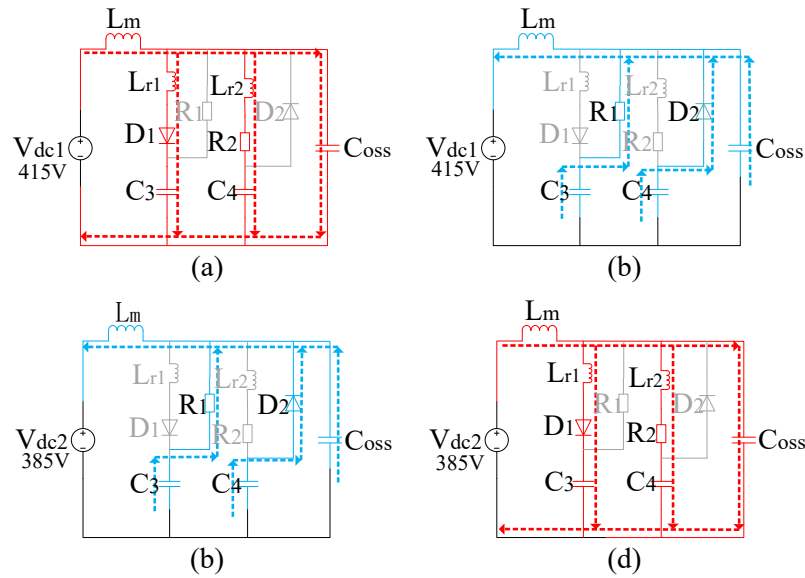 Lm
Lm
Lr1
R1
Lr2
D2
D1
R2
Vdc1
415V
Coss
C3
C4
(a)
Lr1
R1
Lr2
D2
D1
R2
Vdc1
415V
Coss
C3
C4
(b)
Lm
Lm
Lr1
R1
Lr2
D2
D1
R2
Vdc2
385V
Coss
C3
C4
(b)
Lr1
R1
Lr2
D2
D1
R2
Vdc2
385V
Coss
C3
C4
(d)